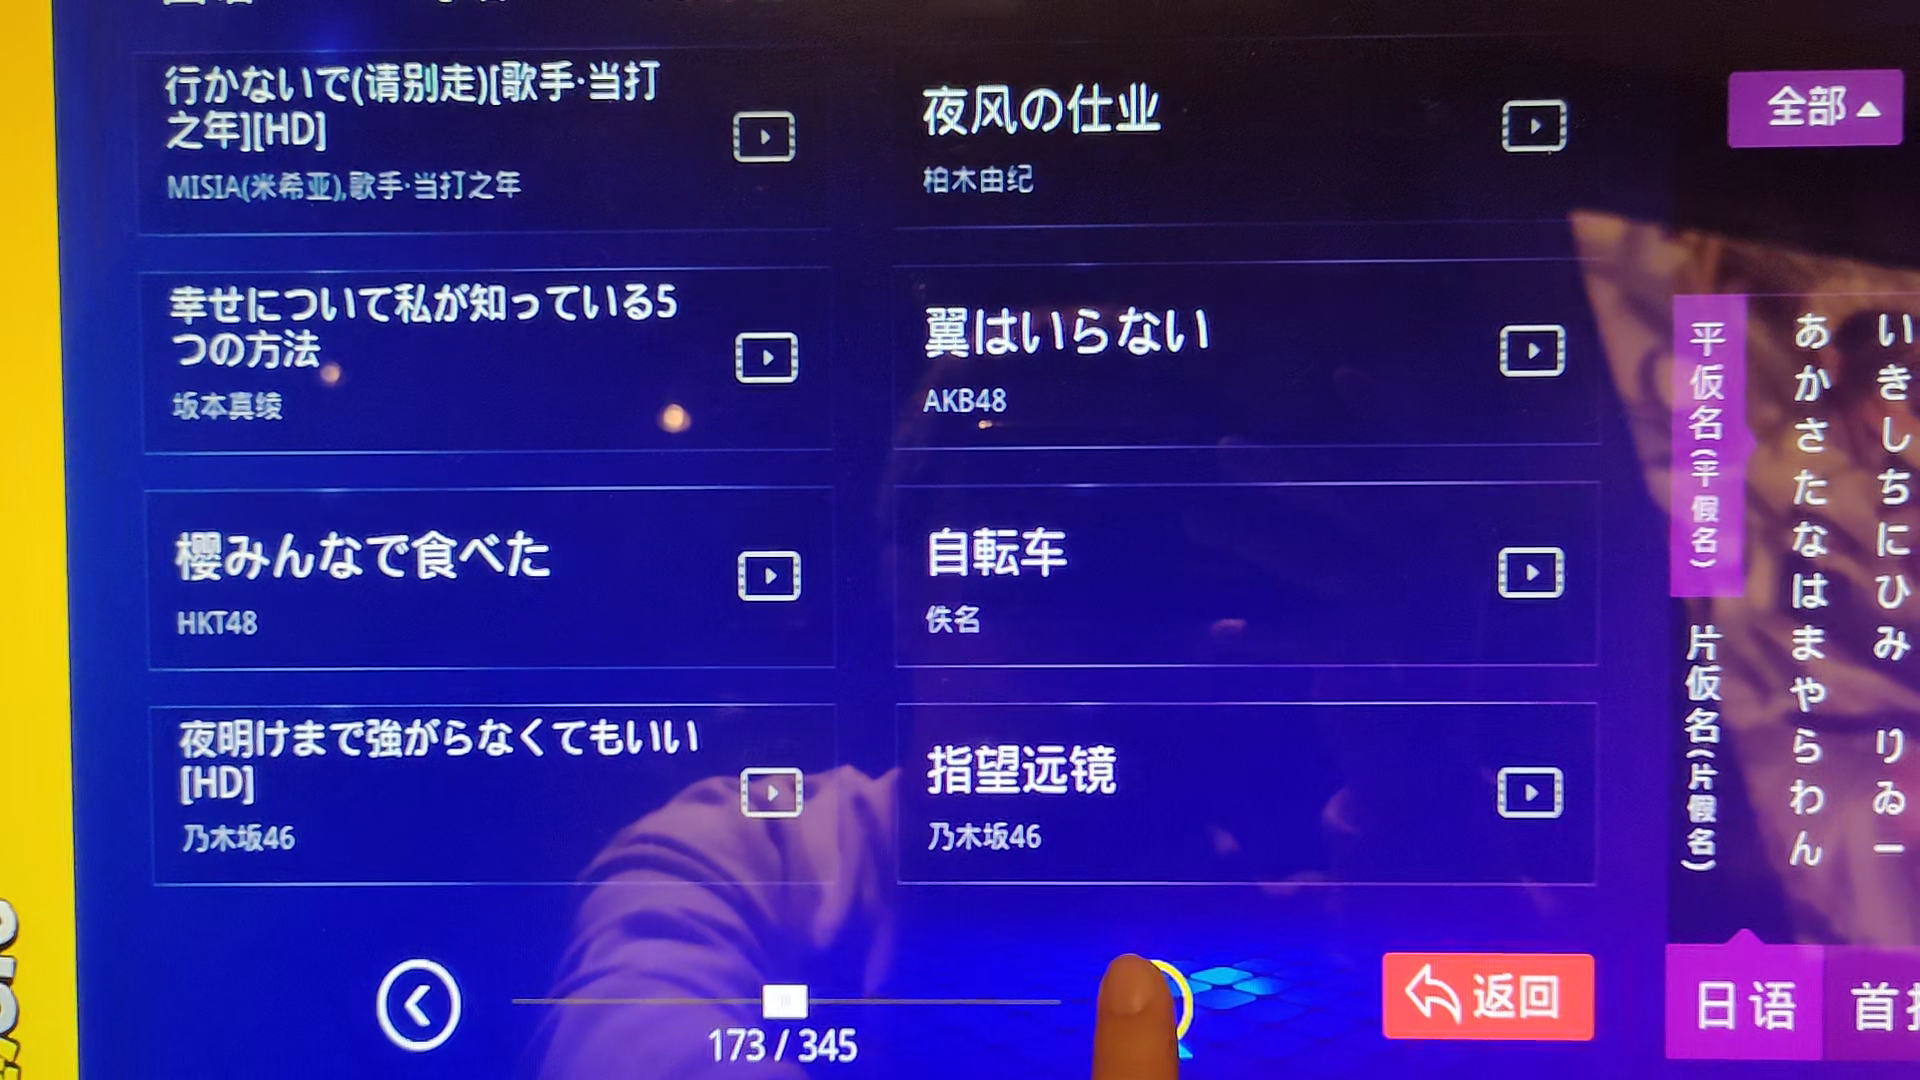 行かないで(请别走)[歌手·当打
之年][HD]
MISIA(米希亚),歌手·当打之年
夜风の仕业
柏木由纪
幸せについて私が知っている5
つの方法
坂本真绫
翼はいらない
AKB48
樱みんなで食べた
HKT48
自転车
佚名
夜明けまで強がらなくてもいい
[HD]
乃木坂46
指望远镜
乃木坂46
173 / 345
返回
全部
平仮名(平假名)
片仮名(片假名)
あかさたなはまやらわん
いきしちにひみ りゐー
日语
首